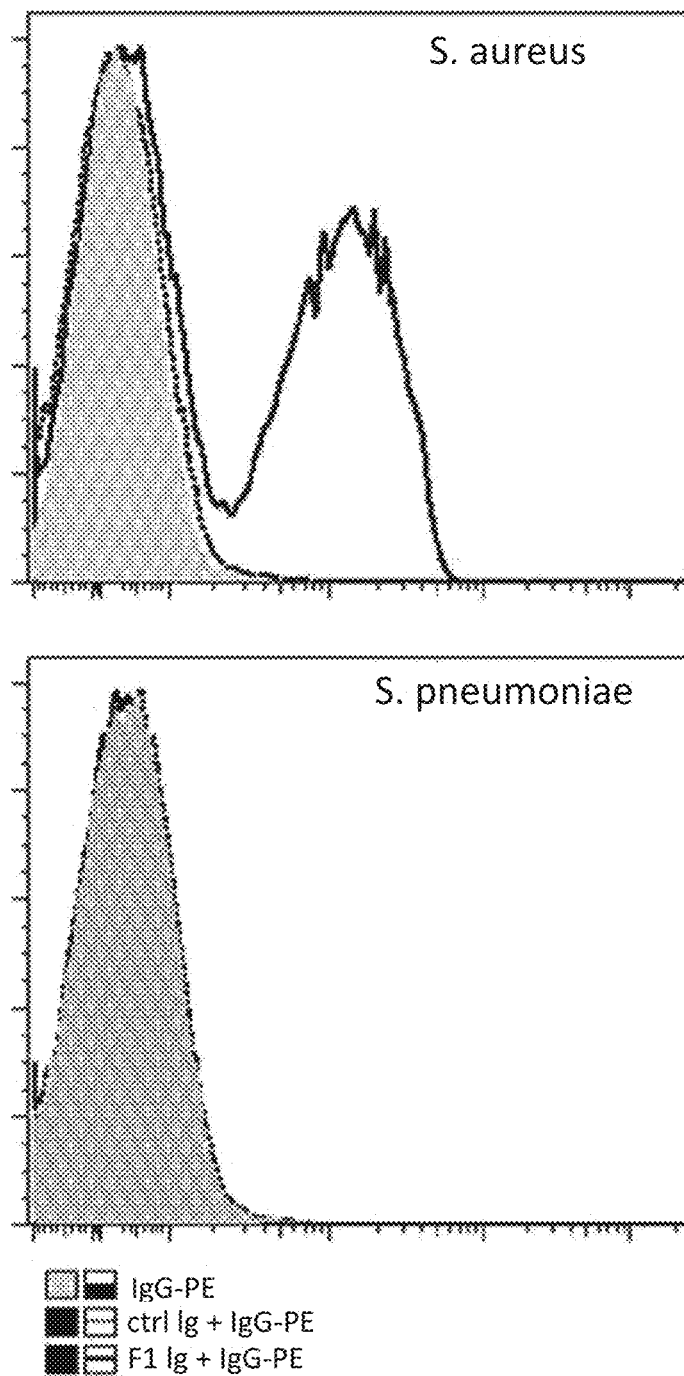 S. aureus
S. pneumoniae
IgG-PE
ctrl Ig + IgG-PE
F1 Ig + IgG-PE